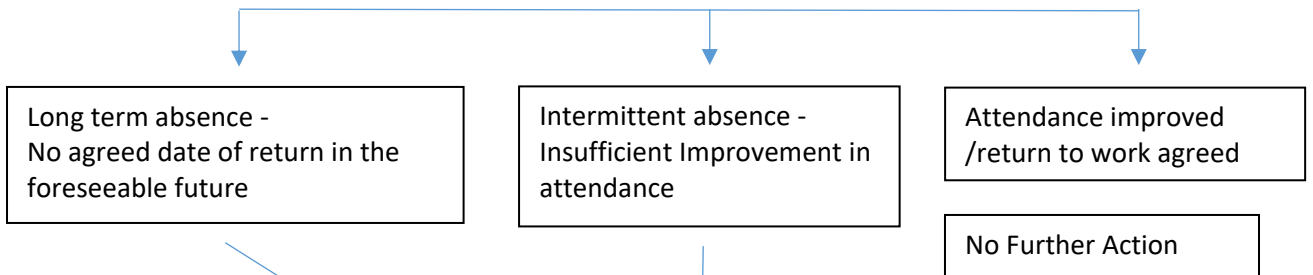 Long term absence -
No agreed date of return in the
foreseeable future
Intermittent absence -
Insufficient Improvement in
attendance
Attendance improved
/return to work agreed
No Further Action